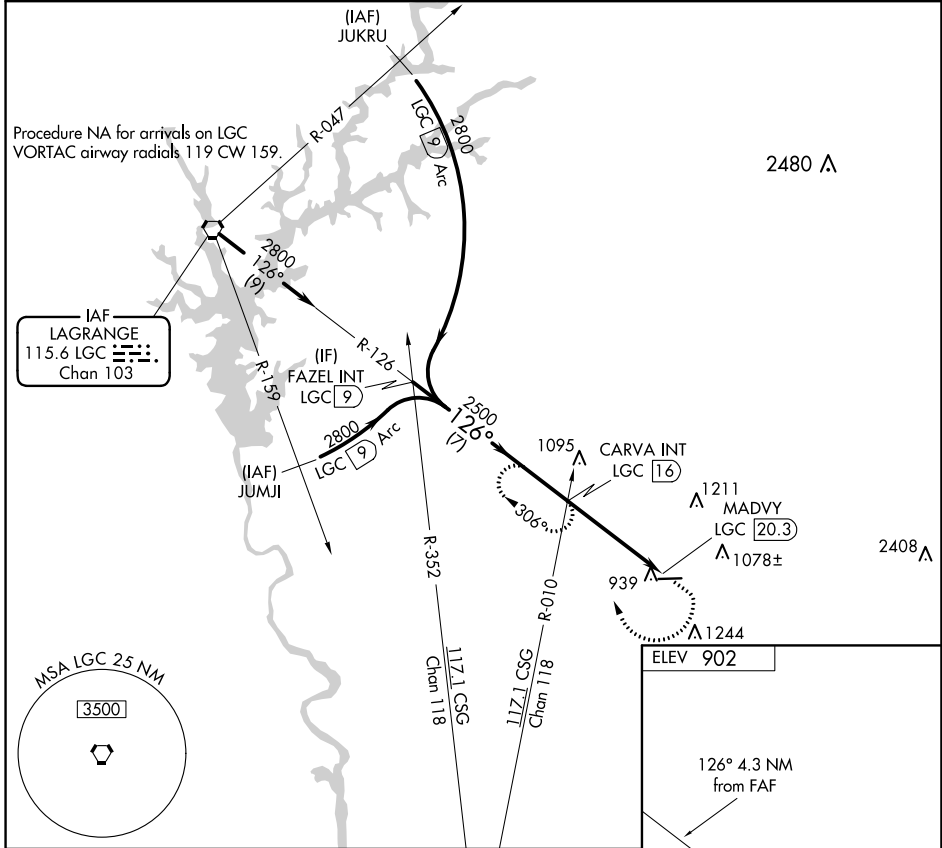 (IAF)
JUKRU
R-047
LGC 9 Arc
2800
Procedure NA for arrivals on LGC
VORTAC airway radials 119 CW 159.
2480
2800
126°
(9)
IAF
LAGRANGE
115.6 LGC
Chan 103
R-159
R-126
(IF)
FAZEL INT
LGC 9
2800
LGC 9 Arc
(IAF)
JUMJI
2500
126°
(7)
1095
CARVA INT
LGC 16
306°
1211
MADVY
LGC 20.3
1078±
2408
939
1244
R-352
R-010
117.1 CSG
Chan 118
117.1 CSG
Chan 118
MSA LGC 25 NM
3500
ELEV 902
126° 4.3 NM
from FAF